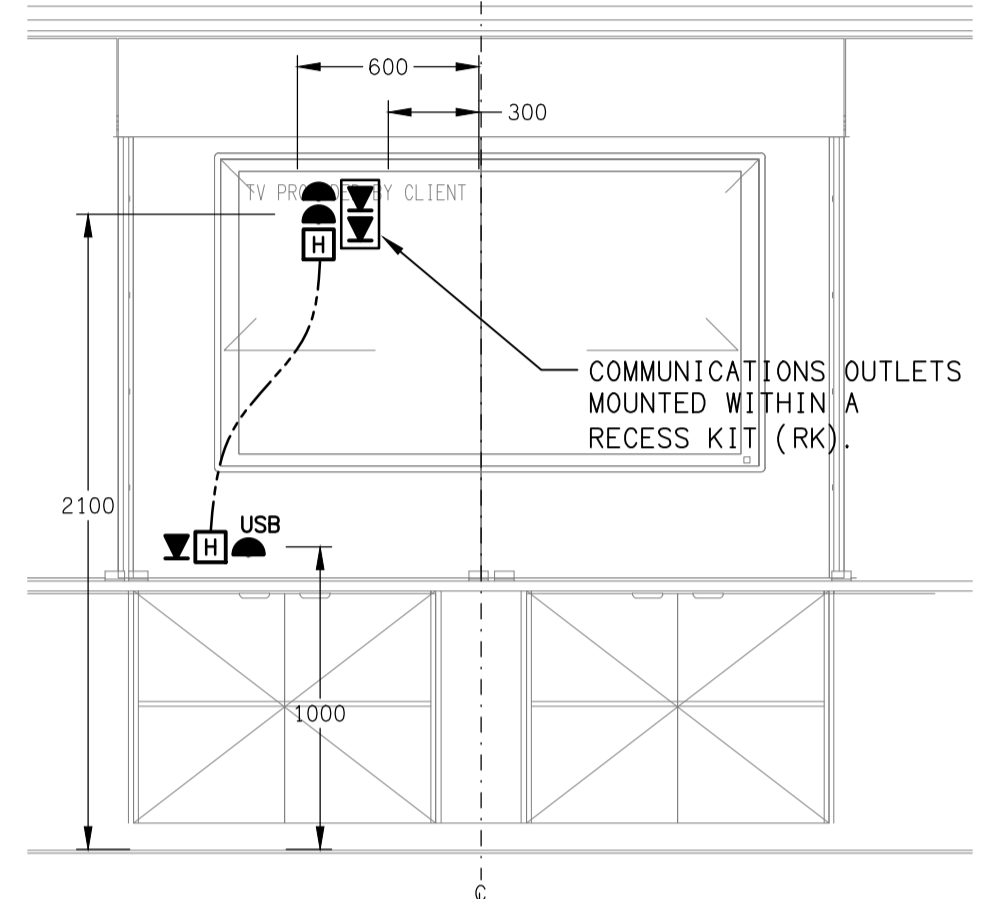 600
300
TV PROVIDED BY CLIENT
H
COMMUNICATIONS OUTLETS
MOUNTED WITHIN A
RECESS KIT (RK).
2100
USB
H
1000
℄